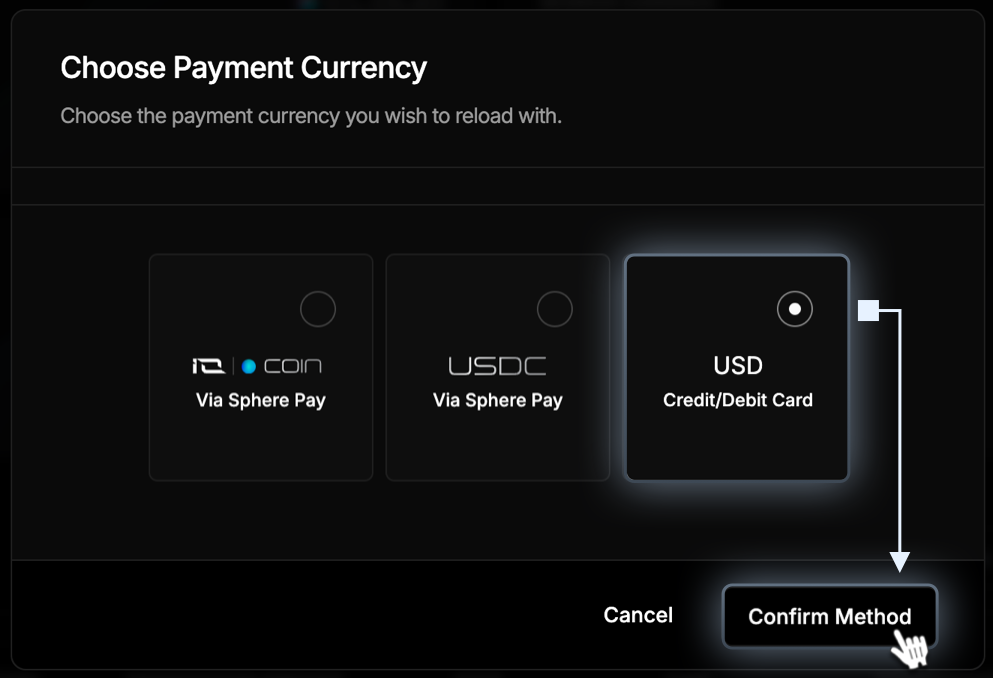 Choose Payment Currency
Choose the payment currency you wish to reload with.
IO COIN
Via Sphere Pay
USDC
Via Sphere Pay
USD
Credit/Debit Card
Cancel
Confirm Method